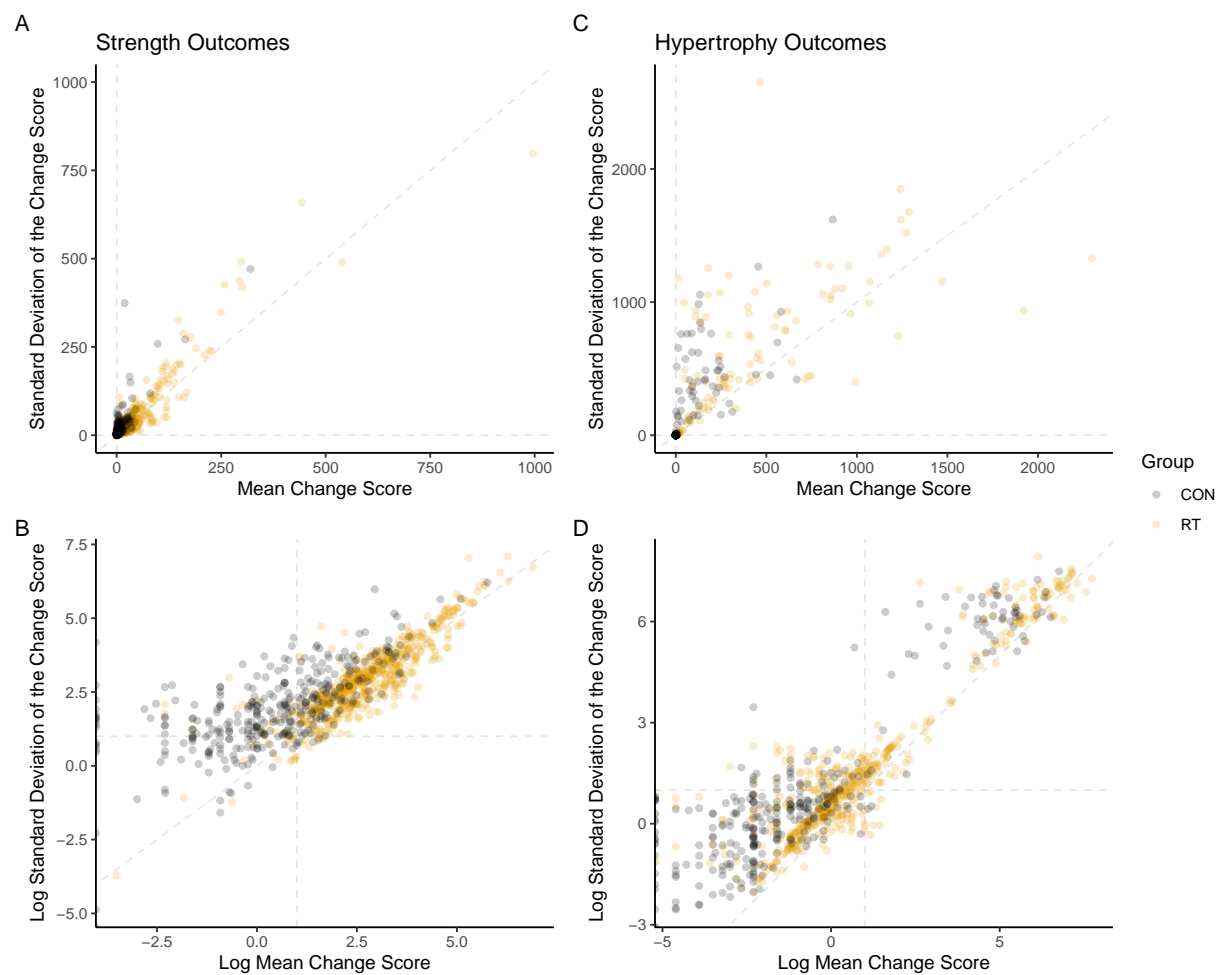 A
Strength Outcomes
Standard Deviation of the Change Score
1000
750
500
250
0
0
250
500
750
1000
Mean Change Score
C
Hypertrophy Outcomes
Standard Deviation of the Change Score
2000
1000
0
0
500
1000
1500
2000
Mean Change Score
Group
CON
RT
B
Log Standard Deviation of the Change Score
7.5
5.0
2.5
0.0
−2.5
−5.0
−2.5
0.0
2.5
5.0
Log Mean Change Score
D
Log Standard Deviation of the Change Score
6
3
0
−3
−5
0
5
Log Mean Change Score